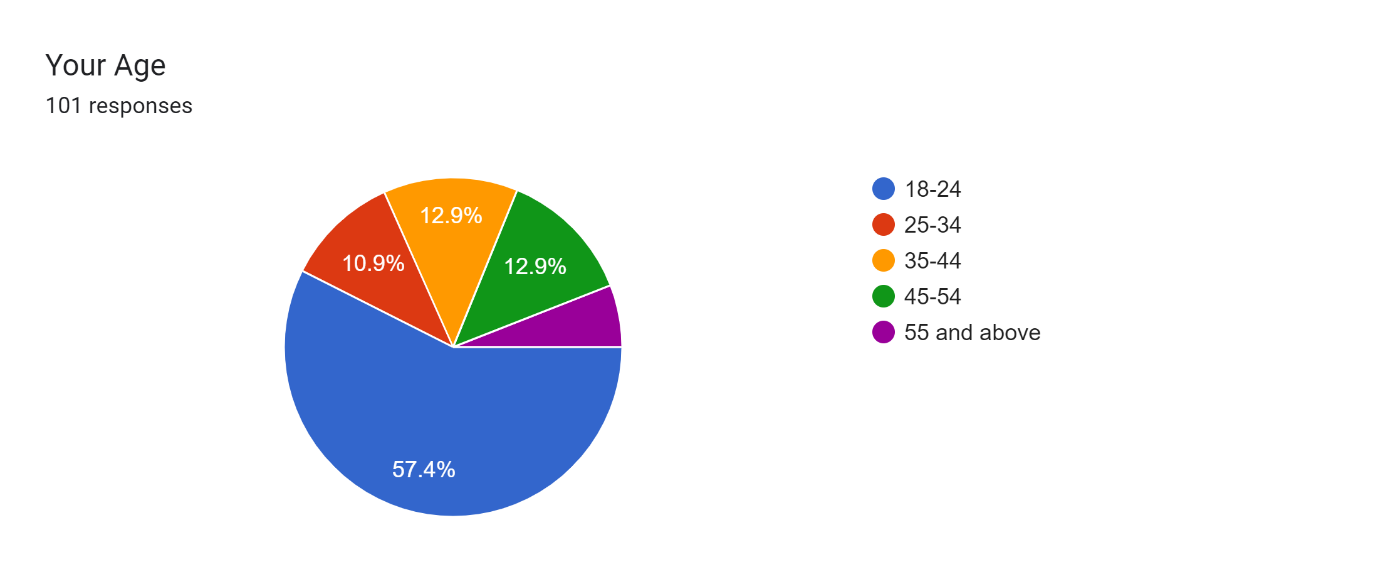 Your Age
101 responses
12.9%
10.9%
12.9%
57.4%
18-24
25-34
35-44
45-54
55 and above